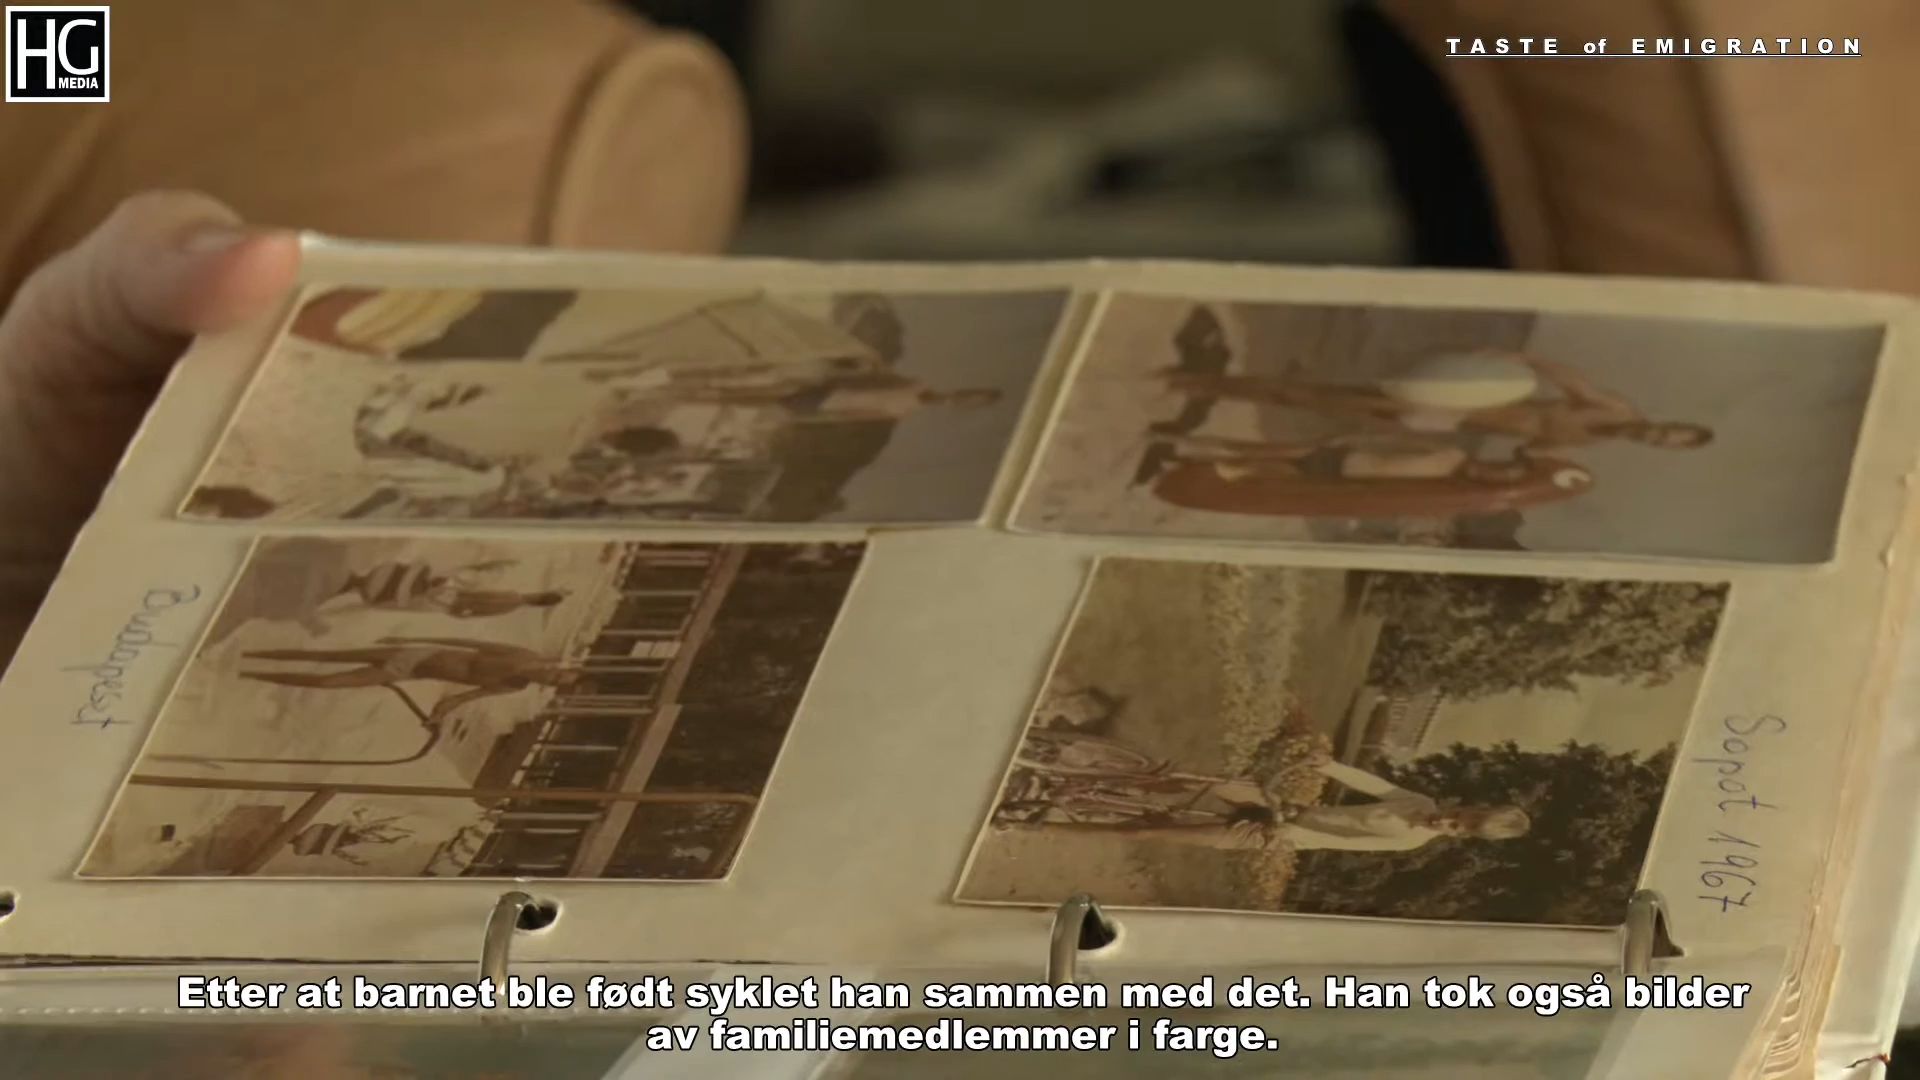 HG
MEDIA
TASTE of EMIGRATION
Budapest
Sopot 1967
Etter at barnet ble født syklet han sammen med det. Han tok også bilder
av familiemedlemmer i farge.